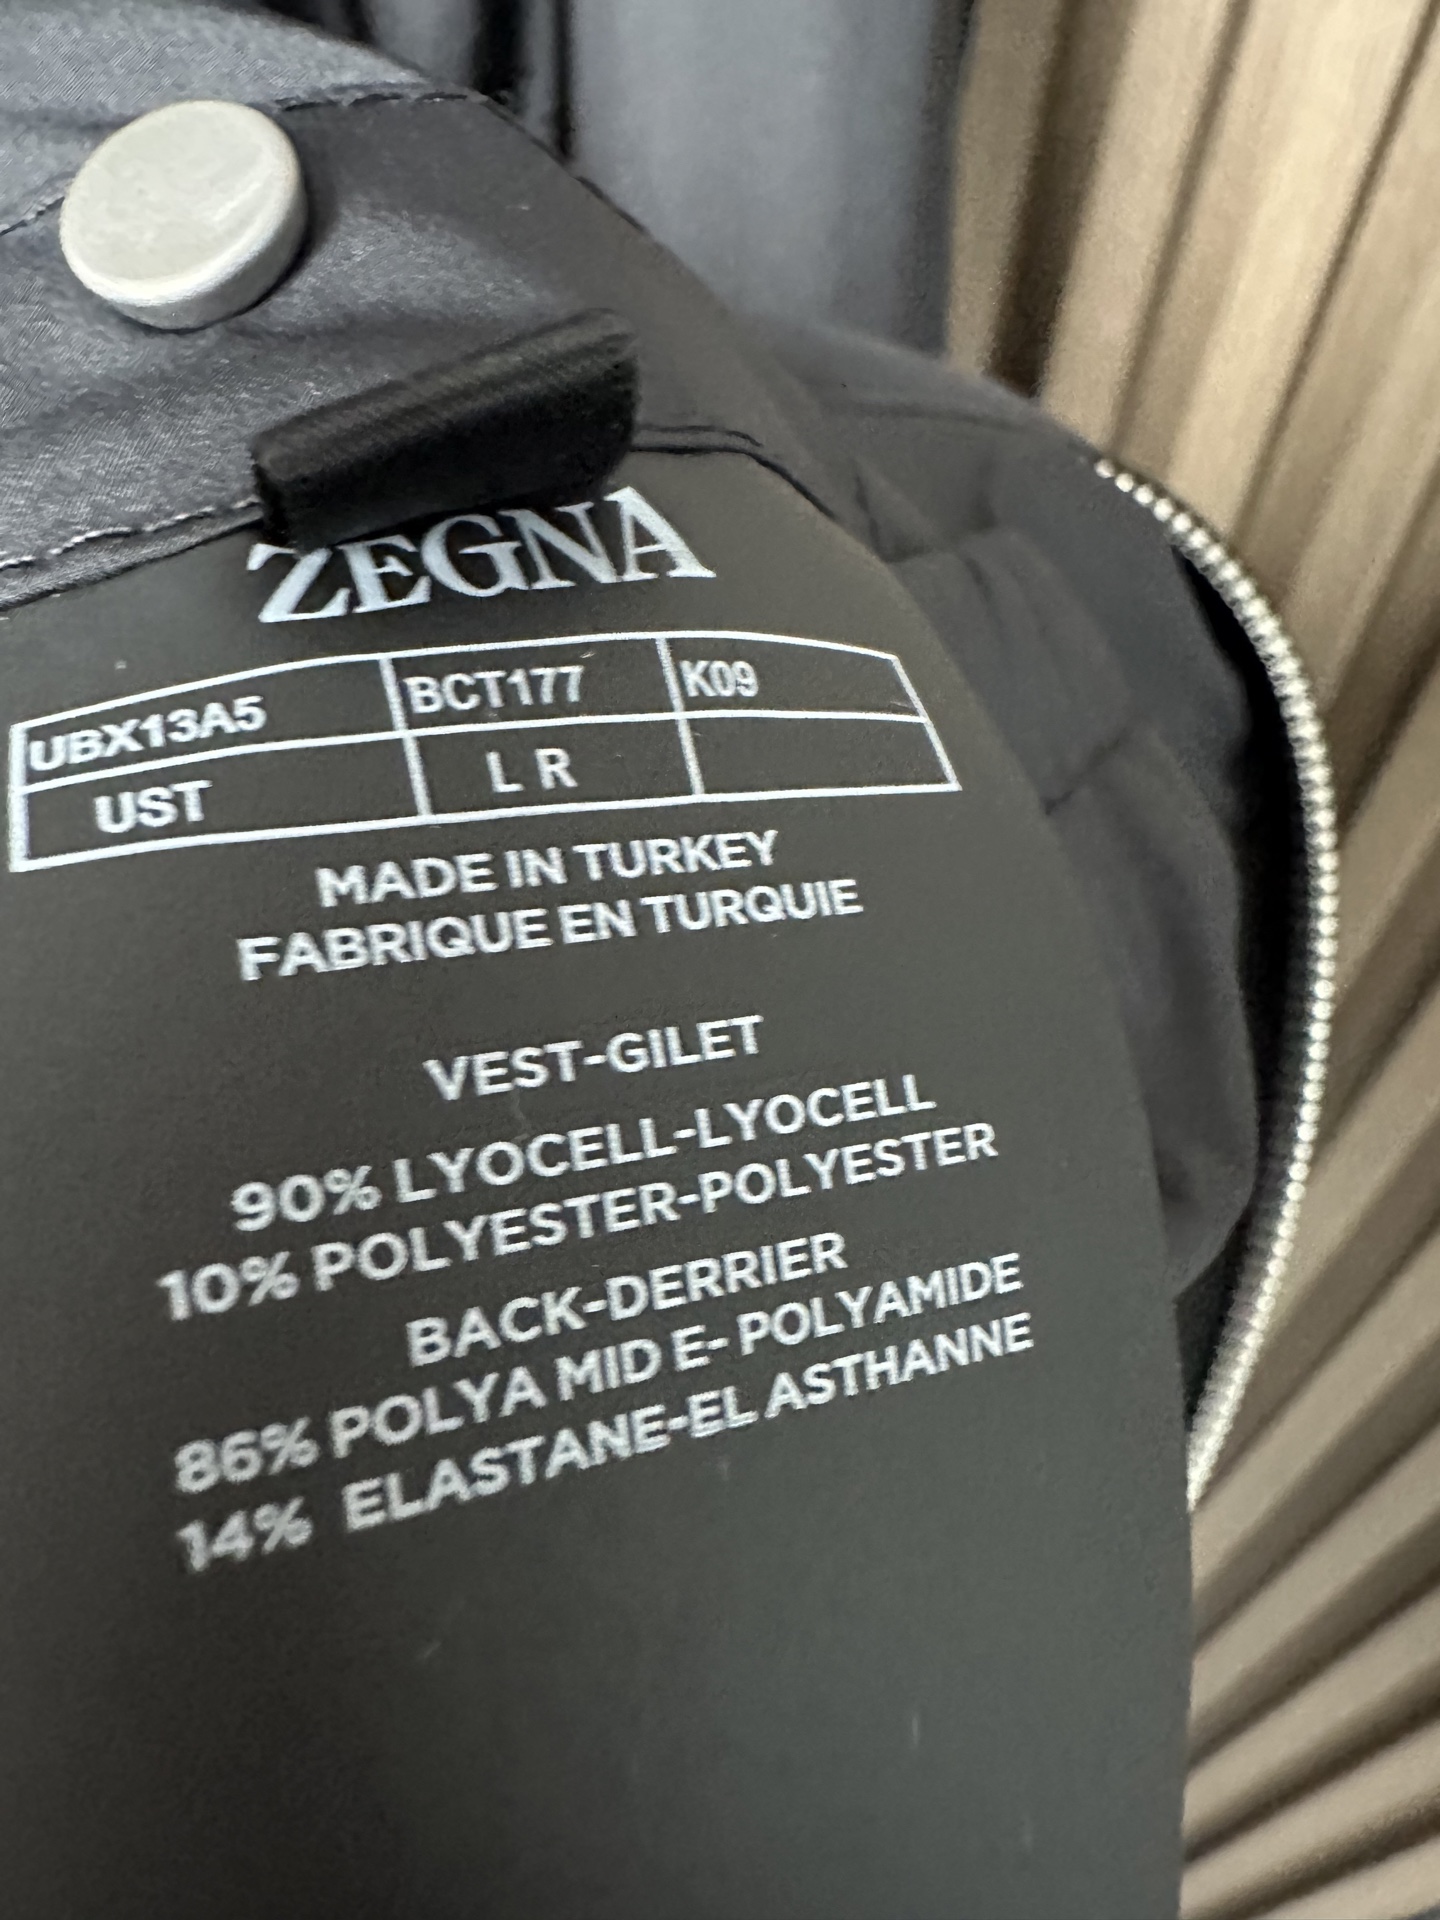 ZEGNA
UBX13A5 BCT177 K09
UST L R
MADE IN TURKEY
FABRIQUE EN TURQUIE
VEST-GILET
90% LYOCELL-LYOCELL
10% POLYESTER-POLYESTER
BACK-DERRIER
86% POLYA MID E- POLYAMIDE
14% ELASTANE-EL ASTHANNE